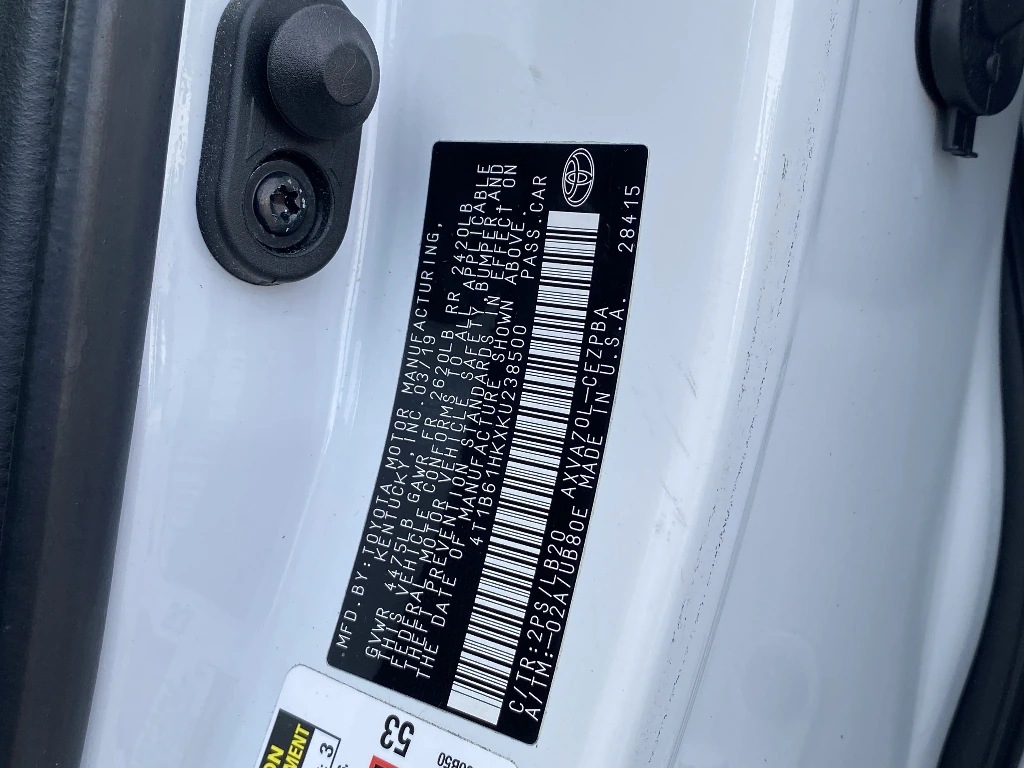 MFD.BY:TOYOTA MOTOR MANUFACTURING,
KENTUCKY, INC. 03/19
GVWR 4475LB GAWR FR 2620LB RR 2420LB
THIS VEHICLE CONFORMS TO ALL APPLICABLE
FEDERAL MOTOR VEHICLE SAFETY, BUMPER AND
THEFT PREVENTION STANDARDS IN EFFECT ON
THE DATE OF MANUFACTURE SHOWN ABOVE.
4T1B61HKXKU238500 PASS.CAR
C/TR:2PS/LB20 AXVA70L-CEZPBA
A/TM:-02A/UB80E MADE IN U.S.A.
28415
53